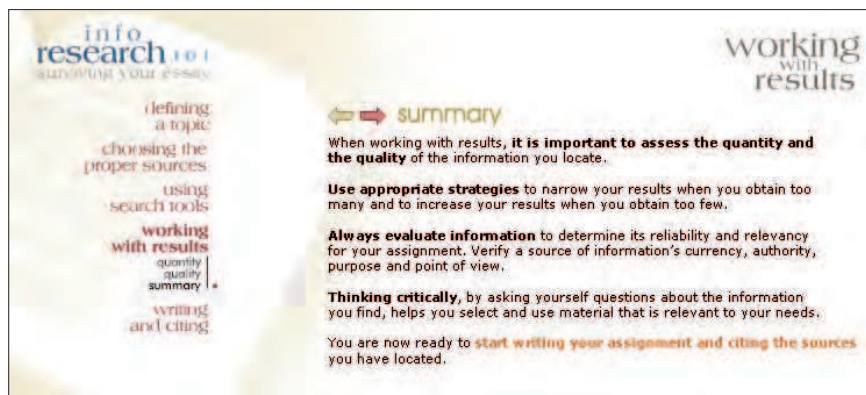 info
research 101
surviving your essay
working
with
results
defining
a topic
choosing the
proper sources
using
search tools
working
with results
quantity
quality
summary
writing
and citing
summary
When working with results, it is important to assess the quantity and
the quality of the information you locate.
Use appropriate strategies to narrow your results when you obtain too
many and to increase your results when you obtain too few.
Always evaluate information to determine its reliability and relevancy
for your assignment. Verify a source of information's currency, authority,
purpose and point of view.
Thinking critically, by asking yourself questions about the information
you find, helps you select and use material that is relevant to your needs.
You are now ready to start writing your assignment and citing the sources
you have located.